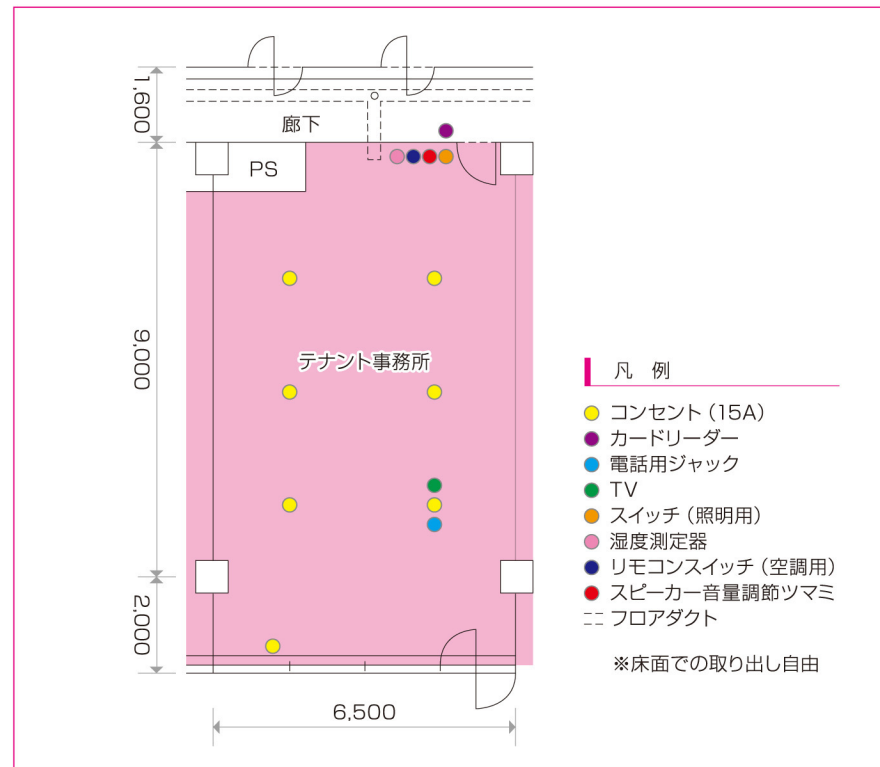 1,600
廊下
PS
9,000
テナント事務所
2,000
6,500
凡 例
コンセント（15A）
カードリーダー
電話用ジャック
TV
スイッチ（照明用）
湿度測定器
リモコンスイッチ（空調用）
スピーカー音量調節ツマミ
フロアダクト
※床面での取り出し自由